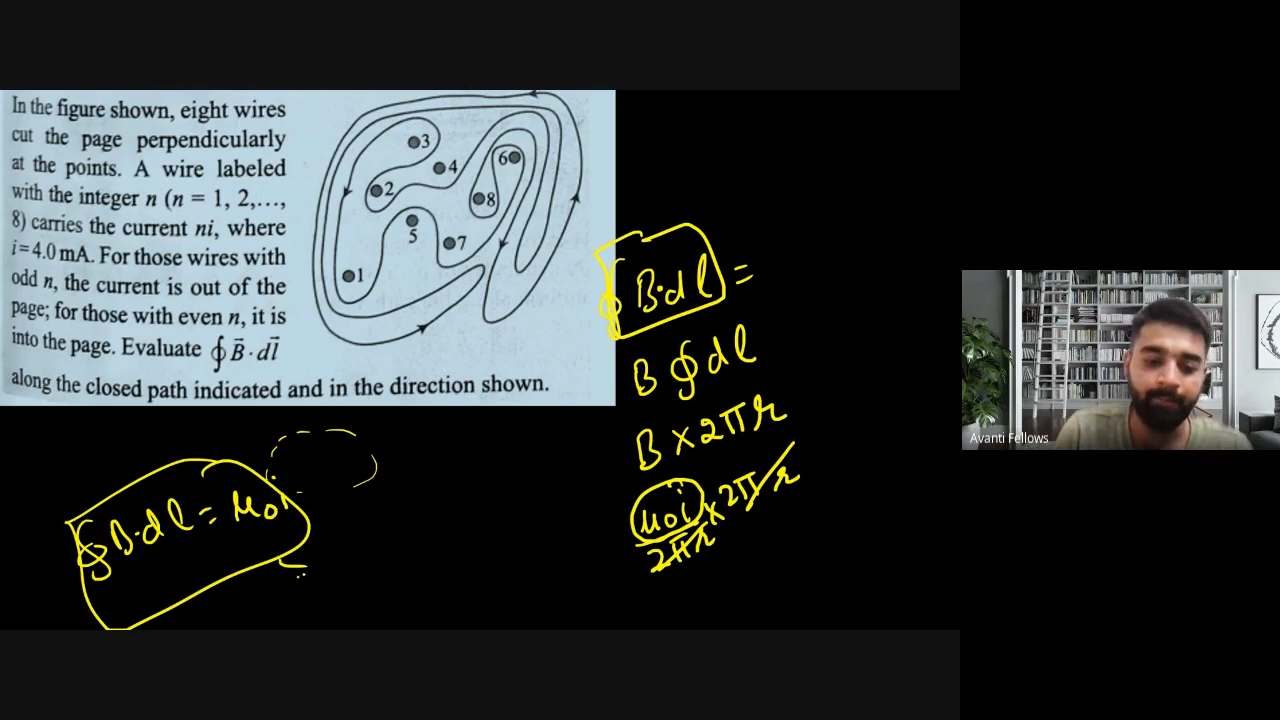 In the figure shown, eight wires
cut the page perpendicularly
at the points. A wire labeled
with the integer n (n = 1, 2,...,
8) carries the current ni, where
i=4.0 mA. For those wires with
odd n, the current is out of the
page; for those with even n, it is
into the page. Evaluate ∮ B⃗ · dl⃗
along the closed path indicated and in the direction shown.
3
4
2
6
8
5
7
1
∮ B·dl =
B ∮ dl
B × 2πr
μ₀i/2πr × 2πr
∮ B·dl = μ₀i
Avanti Fellows